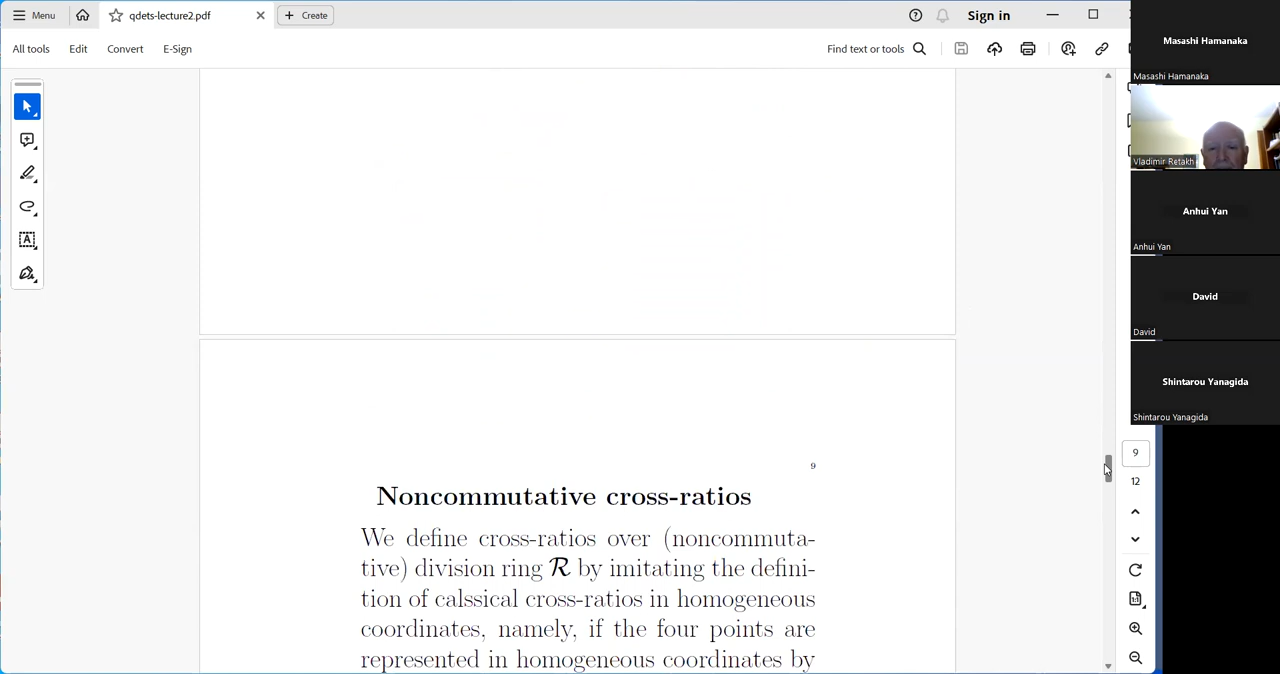 Menu
qdets-lecture2.pdf
Create
Sign in
All tools
Edit
Convert
E-Sign
Find text or tools
Masashi Hamanaka
Masashi Hamanaka
Vladimir Retakh
Anhui Yan
Anhui Yan
David
David
Shintarou Yanagida
Shintarou Yanagida
9
12
9
Noncommutative cross-ratios
We define cross-ratios over (noncommuta-
tive) division ring R by imitating the defini-
tion of calssical cross-ratios in homogeneous
coordinates, namely, if the four points are
represented in homogeneous coordinates by